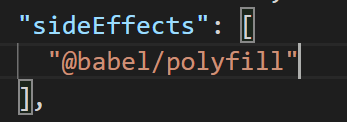 "sideEffects": [
"@babel/polyfill"
],